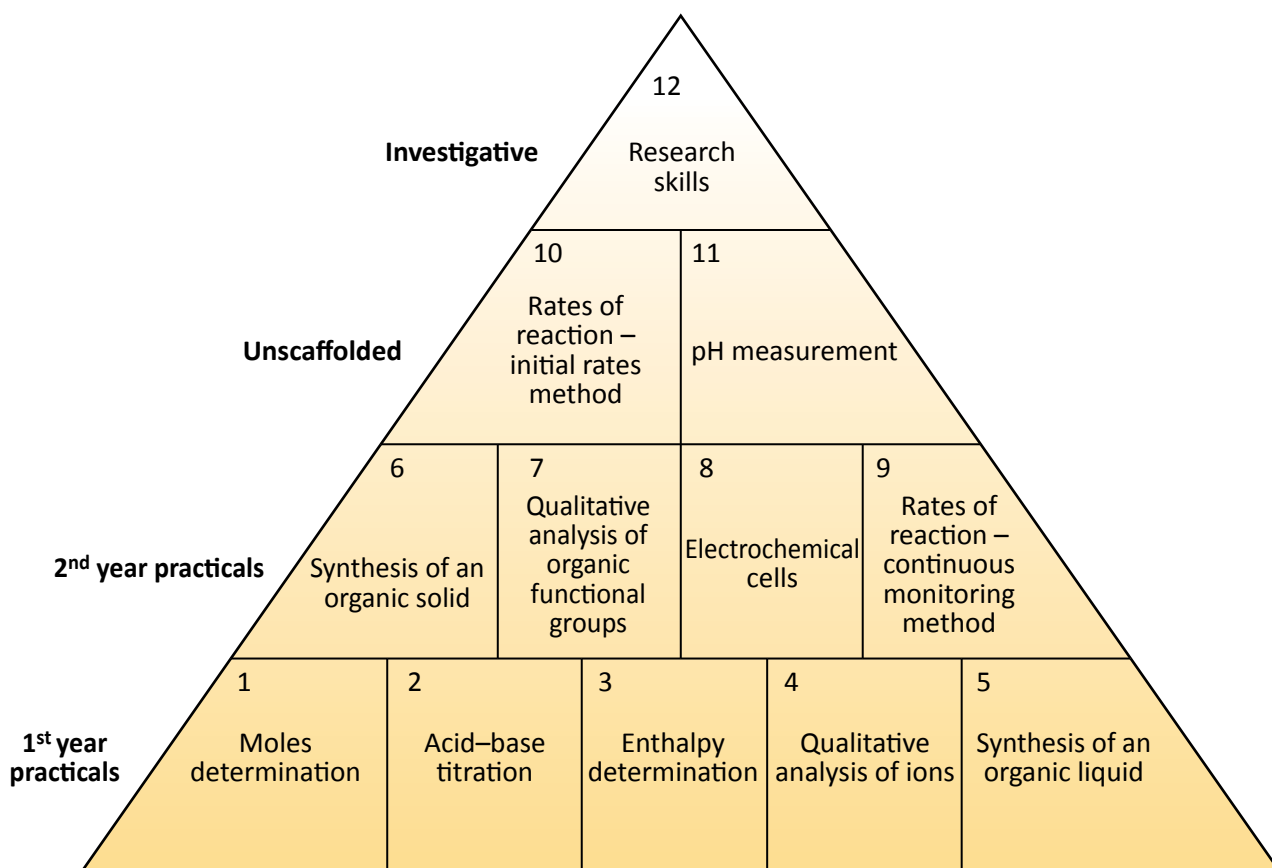 12
Investigative
Research
skills
10
11
Rates of
reaction –
initial rates
method
Unscaffolded
pH measurement
6
7
8
9
2nd year practicals
Synthesis of an
organic solid
Qualitative
analysis of
organic
functional
groups
Electrochemical
cells
Rates of
reaction –
continuous
monitoring
method
1
2
3
4
5
1st year
practicals
Moles
determination
Acid–base
titration
Enthalpy
determination
Qualitative
analysis of ions
Synthesis of an
organic liquid